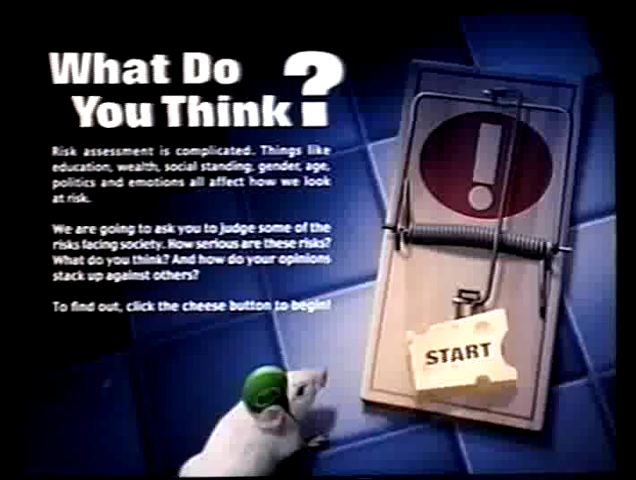 What Do
You Think?
Risk assessment is complicated. Things like
education, wealth, social standing, gender, age,
politics and emotions all affect how we look
at risk.
We are going to ask you to judge some of the
risks facing society. How serious are these risks?
What do you think? And how do your opinions
stack up against others?
To find out, click the cheese button to begin!
!
START